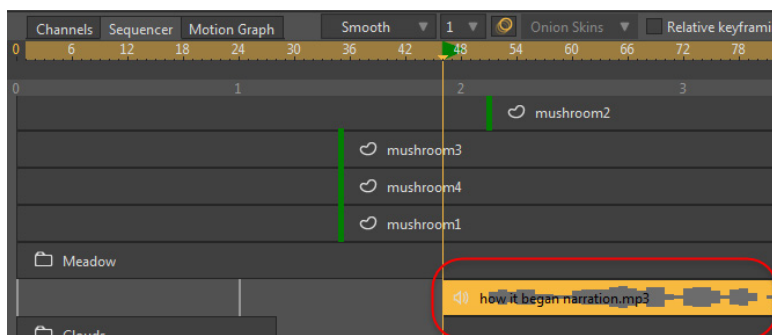 Channels Sequencer Motion Graph Smooth 1 Onion Skins Relative keyframi
0 6 12 18 24 30 36 42 48 54 60 66 72 78
0 1 2 3
mushroom2
mushroom3
mushroom4
mushroom1
Meadow
how it began narration.mp3
Clouds